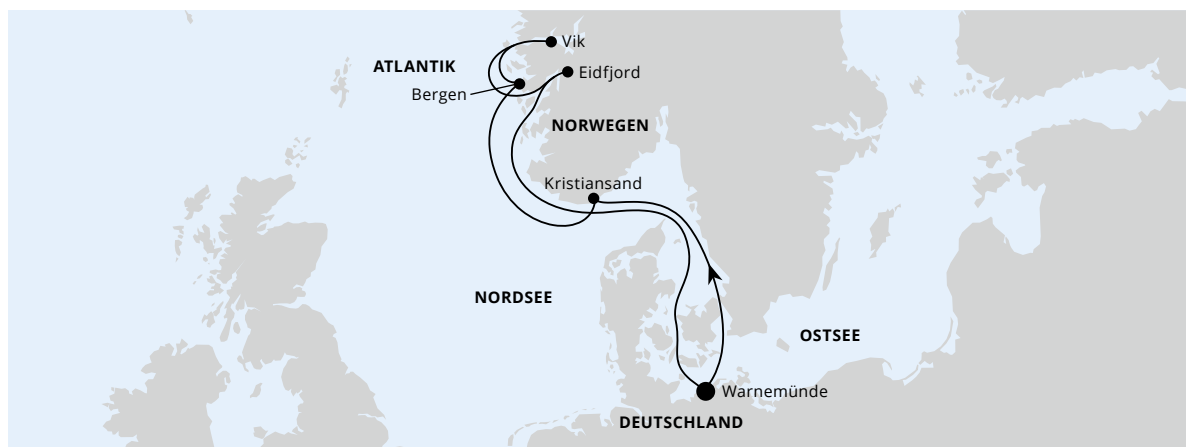 Vik
ATLANTIK
Eidfjord
Bergen
NORWEGEN
Kristiansand
NORDSEE
OSTSEE
Warnemünde
DEUTSCHLAND